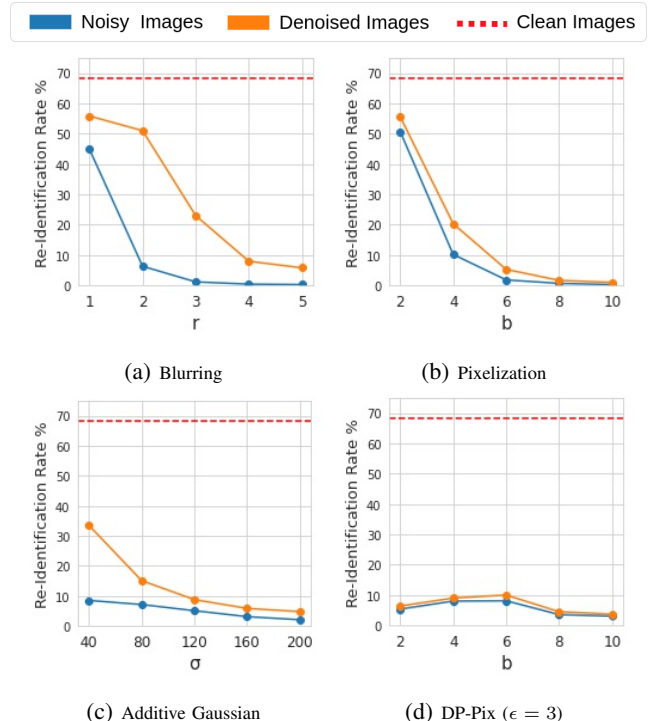 Noisy Images Denoised Images Clean Images
70
60
50
40
30
20
10
0
Re-Identification Rate %
1 2 3 4 5
r
(a) Blurring
70
60
50
40
30
20
10
0
Re-Identification Rate %
2 4 6 8 10
b
(b) Pixelization
70
60
50
40
30
20
10
0
Re-Identification Rate %
40 80 120 160 200
σ
(c) Additive Gaussian
70
60
50
40
30
20
10
0
Re-Identification Rate %
2 4 6 8 10
b
(d) DP-Pix (ϵ = 3)